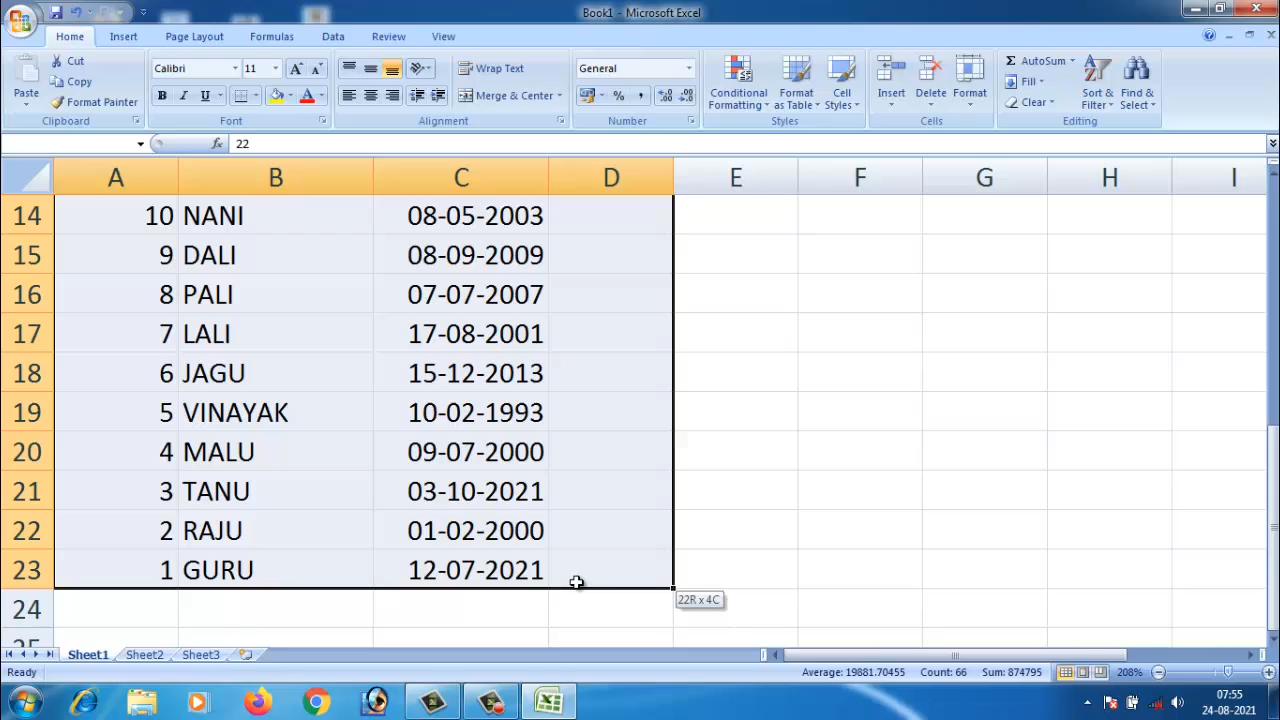 Book1 - Microsoft Excel
Home Insert Page Layout Formulas Data Review View
Paste
Cut
Copy
Format Painter
Clipboard
Calibri 11 A A
B I U A
Font
Wrap Text
Merge & Center
Alignment
General
% , .0 .00 .00 .0
Number
Conditional Formatting
Format as Table
Cell Styles
Styles
Insert
Delete
Format
Cells
Σ AutoSum
Fill
Clear
Sort & Filter
Find & Select
Editing
fx 22
A B C D E F G H I
14 10 NANI 08-05-2003
15 9 DALI 08-09-2009
16 8 PALI 07-07-2007
17 7 LALI 17-08-2001
18 6 JAGU 15-12-2013
19 5 VINAYAK 10-02-1993
20 4 MALU 09-07-2000
21 3 TANU 03-10-2021
22 2 RAJU 01-02-2000
23 1 GURU 12-07-2021
22R x 4C
24
25
Sheet1 Sheet2 Sheet3
Ready Average: 19881.70455 Count: 66 Sum: 874795 208%
07:55
24-08-2021